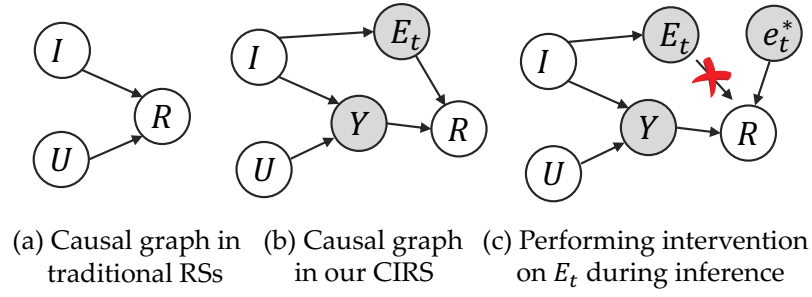 I
U
R
I
E_t
Y
U
R
I
E_t
e_t^*
Y
U
R
(a) Causal graph in
traditional RSs
(b) Causal graph
in our CIRS
(c) Performing intervention
on E_t during inference